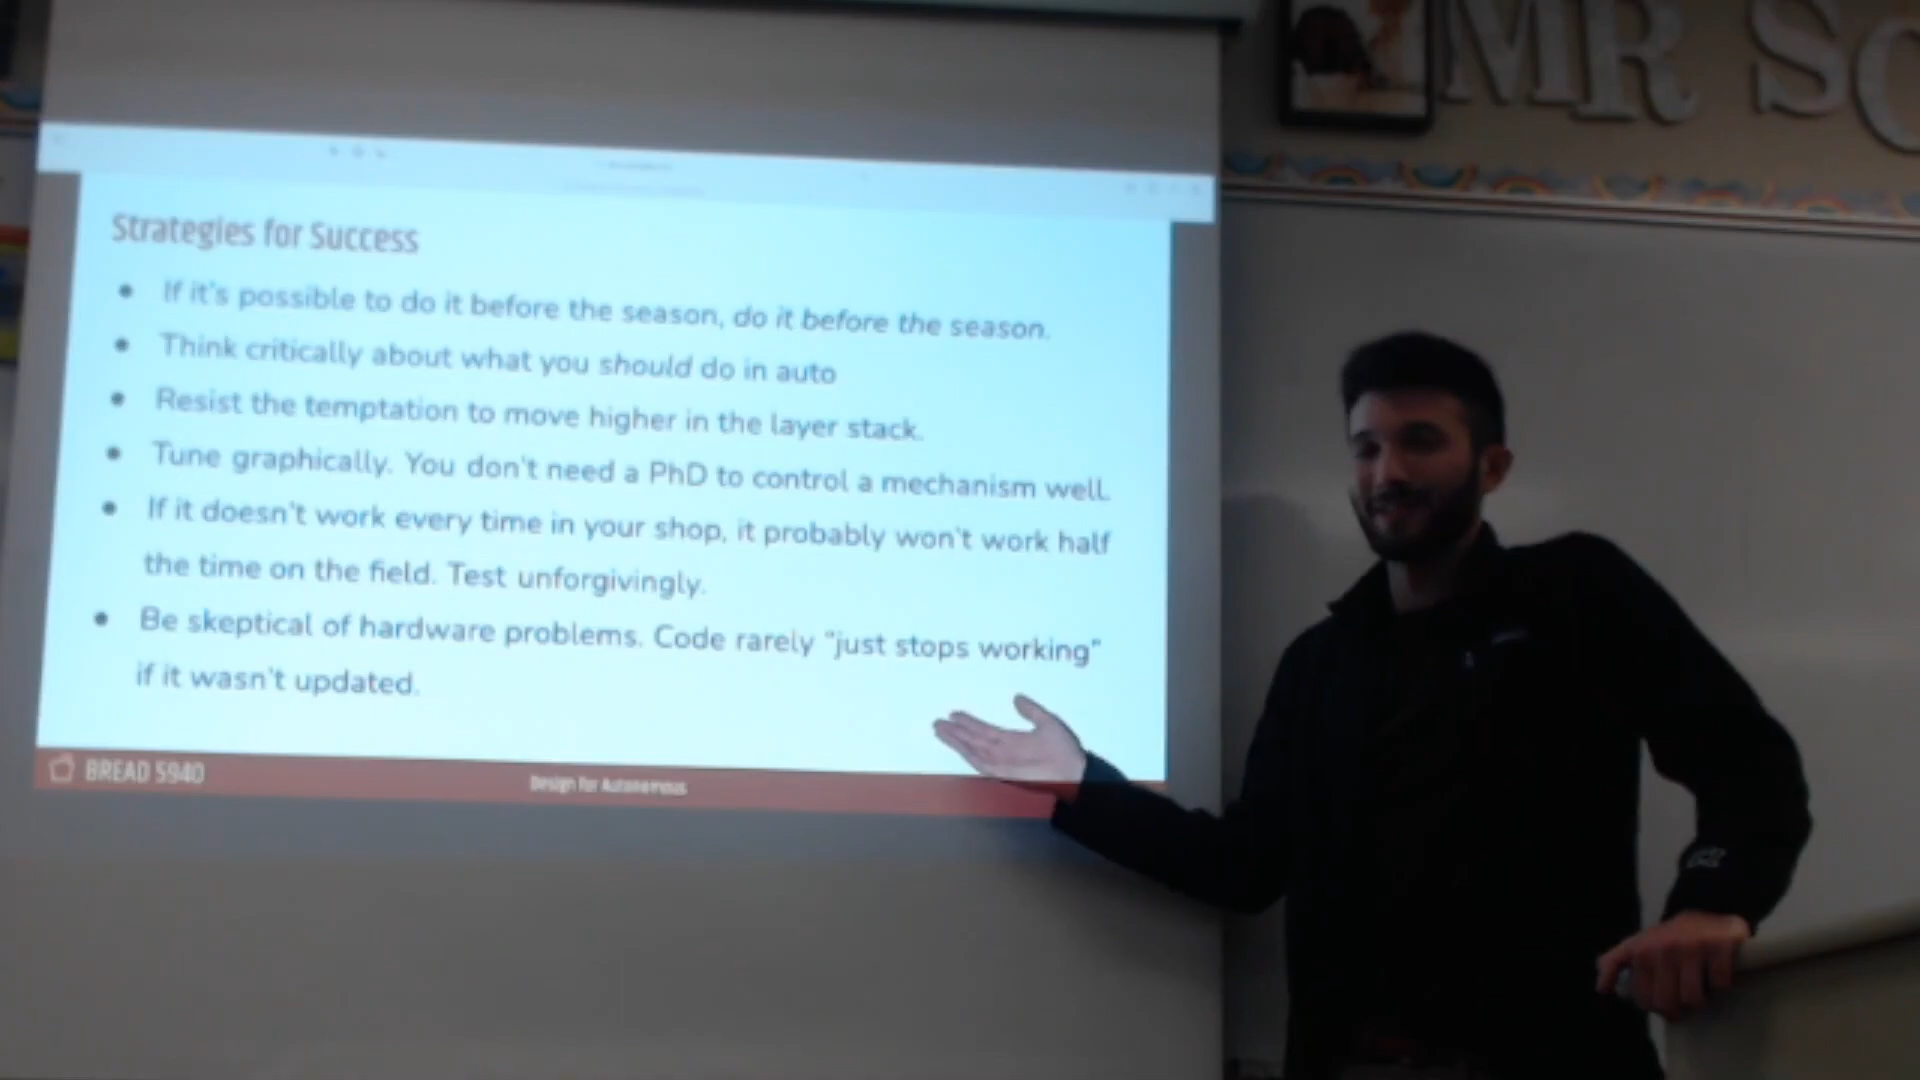 MR SC
Strategies for Success
• If it's possible to do it before the season, do it before the season.
• Think critically about what you should do in auto
• Resist the temptation to move higher in the layer stack.
• Tune graphically. You don't need a PhD to control a mechanism well.
• If it doesn't work every time in your shop, it probably won't work half
the time on the field. Test unforgivingly.
• Be skeptical of hardware problems. Code rarely “just stops working”
if it wasn't updated.
BREAD 5940
Design for Autonomous